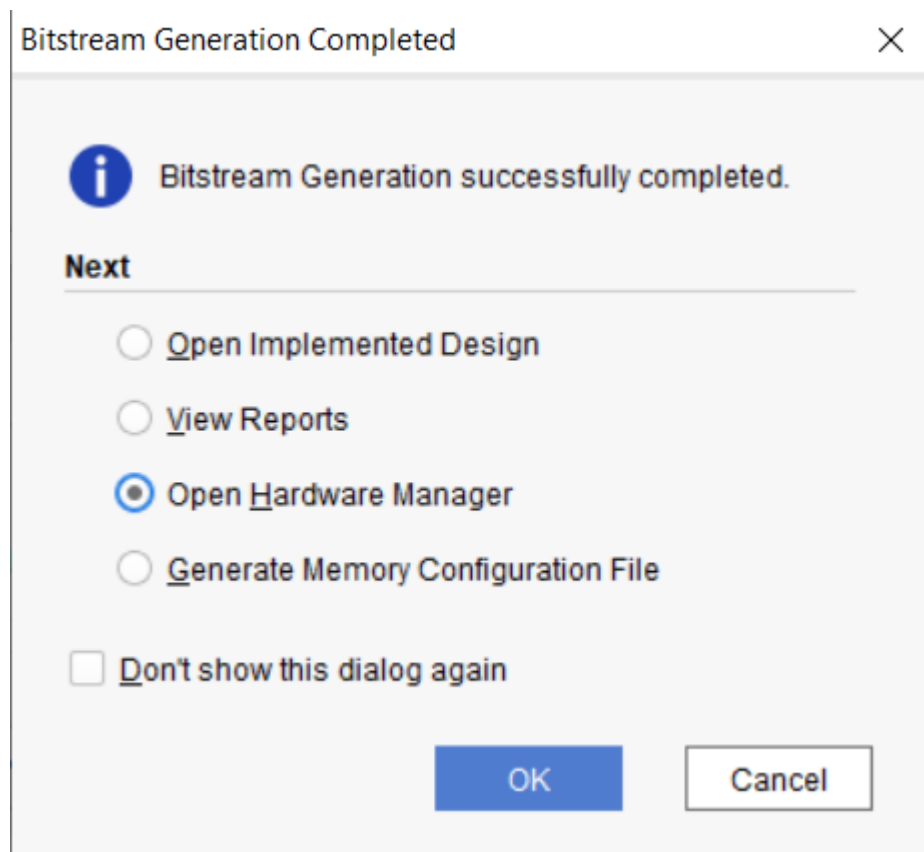 Bitstream Generation Completed
Bitstream Generation successfully completed.
Next
Open Implemented Design
View Reports
Open Hardware Manager
Generate Memory Configuration File
Don't show this dialog again
OK
Cancel